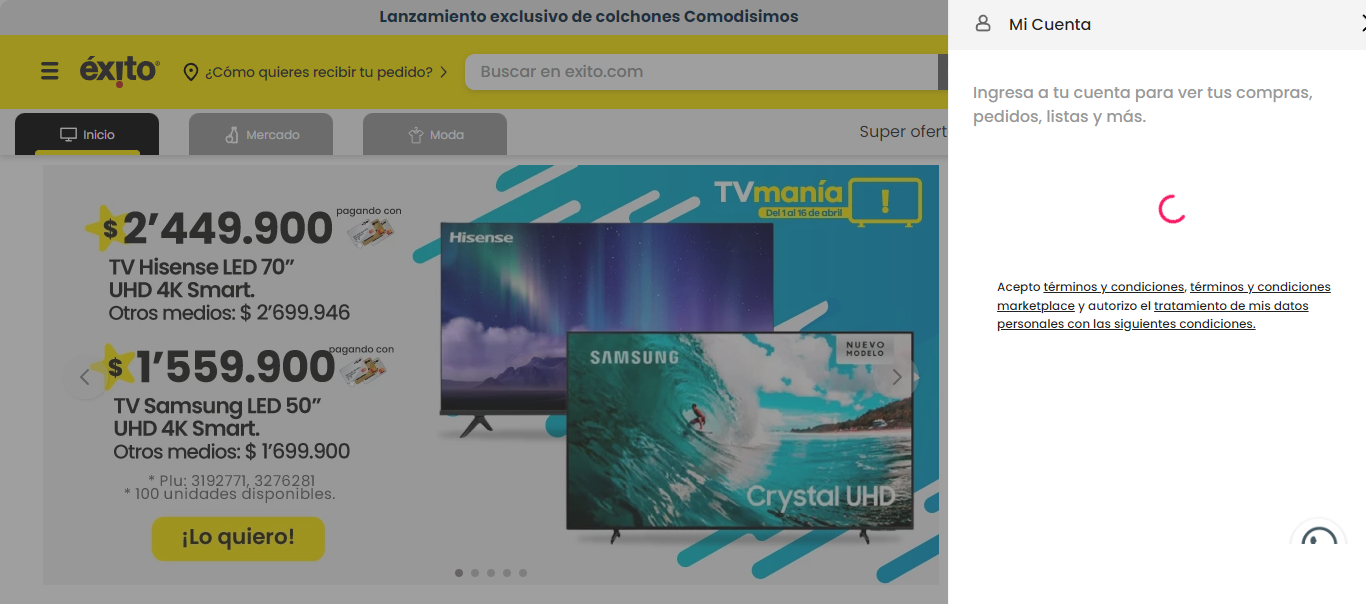 Lanzamiento exclusivo de colchones Comodisimos
éxito
¿Cómo quieres recibir tu pedido?
Buscar en exito.com
Inicio
Mercado
Moda
Super ofert
TVmanía
Del 1 al 16 de abril
!
$2’449.900
pagando con
TV Hisense LED 70”
UHD 4K Smart.
Otros medios: $ 2’699.946
$1’559.900
pagando con
TV Samsung LED 50”
UHD 4K Smart.
Otros medios: $ 1’699.900
* Plu: 3192771, 3276281
* 100 unidades disponibles.
¡Lo quiero!
Hisense
SAMSUNG
NUEVO
MODELO
Crystal UHD
Mi Cuenta
Ingresa a tu cuenta para ver tus compras,
pedidos, listas y más.
Acepto términos y condiciones, términos y condiciones
marketplace y autorizo el tratamiento de mis datos
personales con las siguientes condiciones.